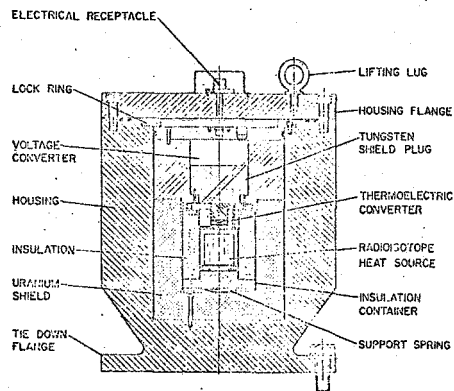 ELECTRICAL RECEPTACLE
LOCK RING
VOLTAGE
CONVERTER
HOUSING
INSULATION
URANIUM
SHIELD
TIE DOWN
FLANGE
LIFTING LUG
HOUSING FLANGE
TUNGSTEN
SHIELD PLUG
THERMOELECTRIC
CONVERTER
RADIOISOTOPE
HEAT SOURCE
INSULATION
CONTAINER
SUPPORT SPRING